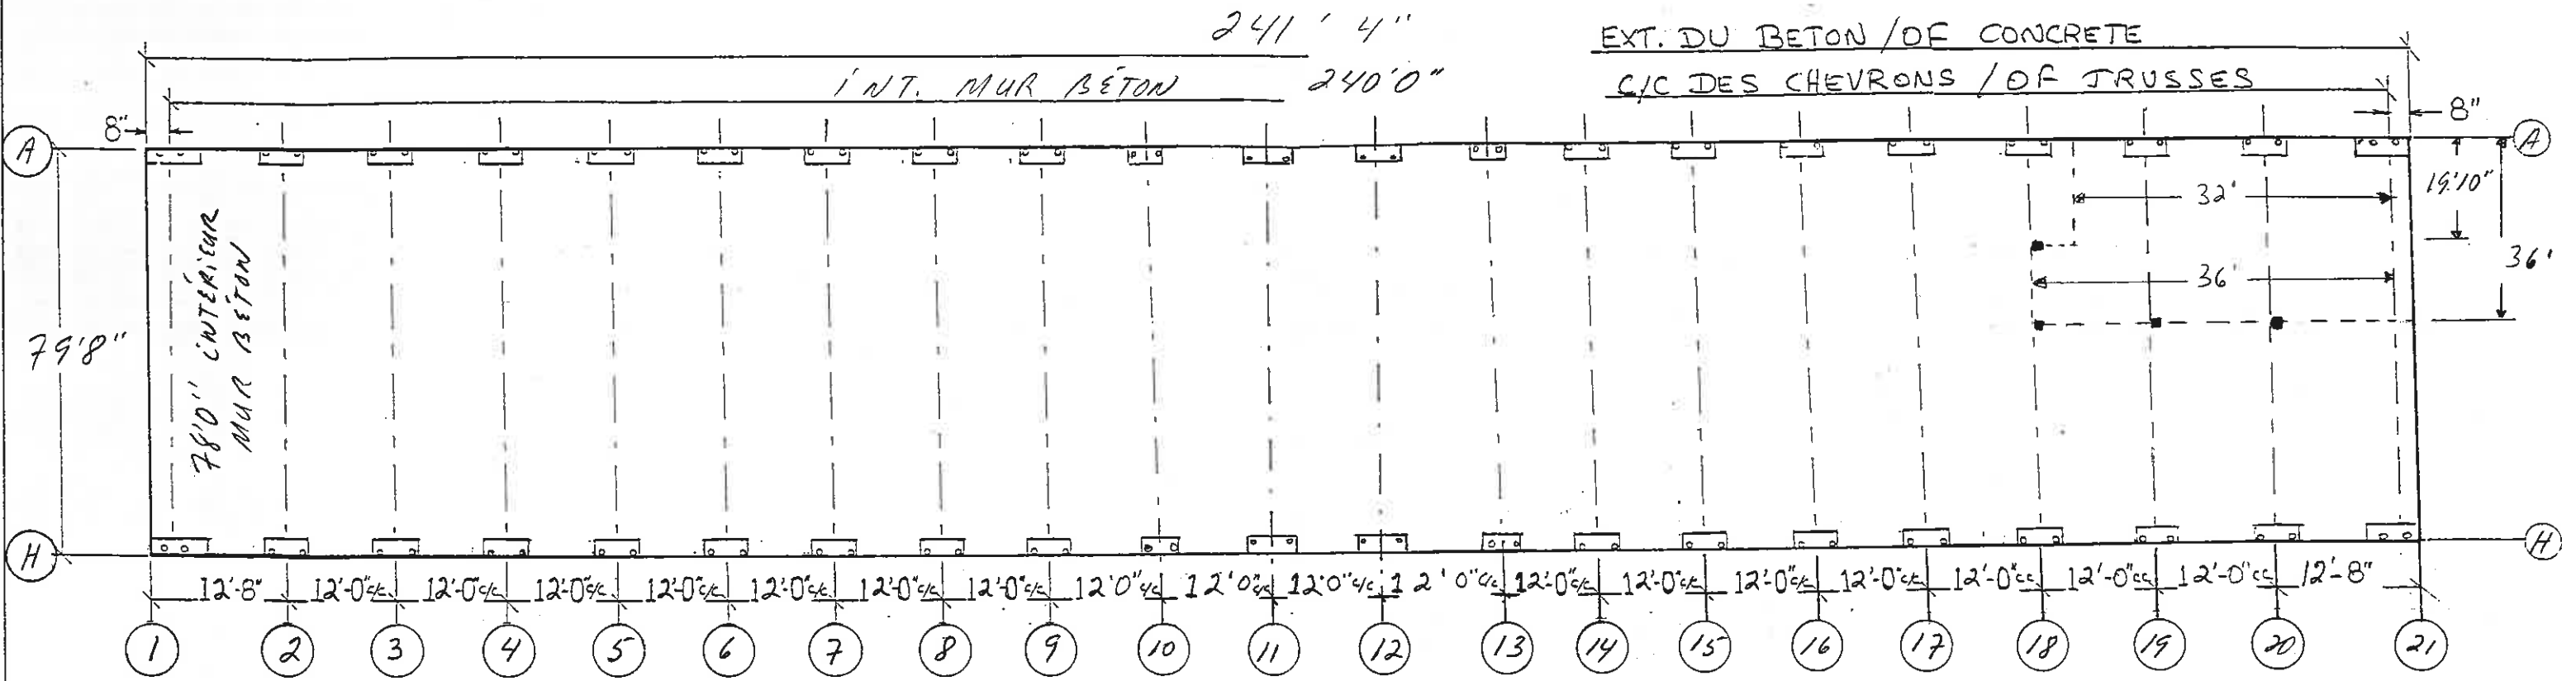 241' 4"
EXT. DU BETON / OF CONCRETE
INT. MUR BÉTON 240'0"
C/C DES CHEVRONS / OF TRUSSES
8" 8"
A A
19'10"
32'
36'
36'
79'8"
78'0" INTÉRIEUR
MUR BÉTON
H H
12'-8" 12'-0"c/c 12'-0"c/c 12'-0"c/c 12'-0"c/c 12'-0"c/c 12'-0"c/c 12'-0"c/c 12'0"c/c 12'0"c/c 12'0"c/c 12'0"c/c 12'-0"c/c 12'-0"c/c 12'-0"c/c 12'-0"c/c 12'-0"cc 12'-0"cc 12'-0"cc 12'-8"
1 2 3 4 5 6 7 8 9 10 11 12 13 14 15 16 17 18 19 20 21